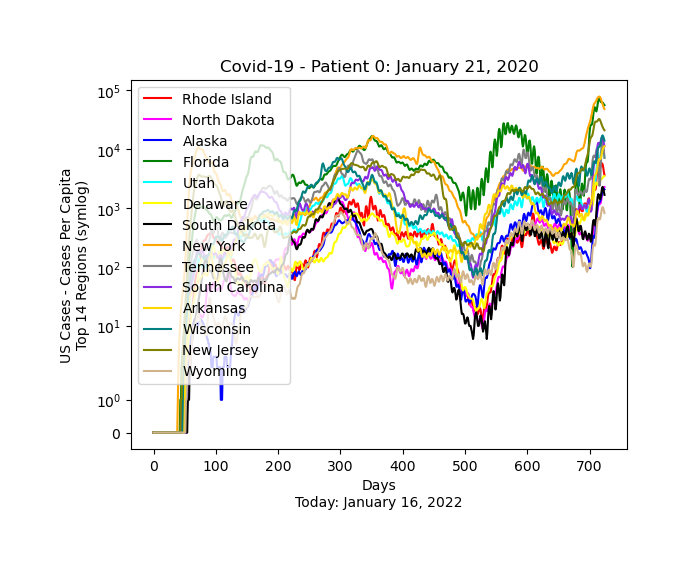 Covid-19 - Patient 0: January 21, 2020
US Cases - Cases Per Capita
Top 14 Regions (symlog)
10^5
10^4
10^3
10^2
10^1
10^0
0
Rhode Island
North Dakota
Alaska
Florida
Utah
Delaware
South Dakota
New York
Tennessee
South Carolina
Arkansas
Wisconsin
New Jersey
Wyoming
0 100 200 300 400 500 600 700
Days
Today: January 16, 2022